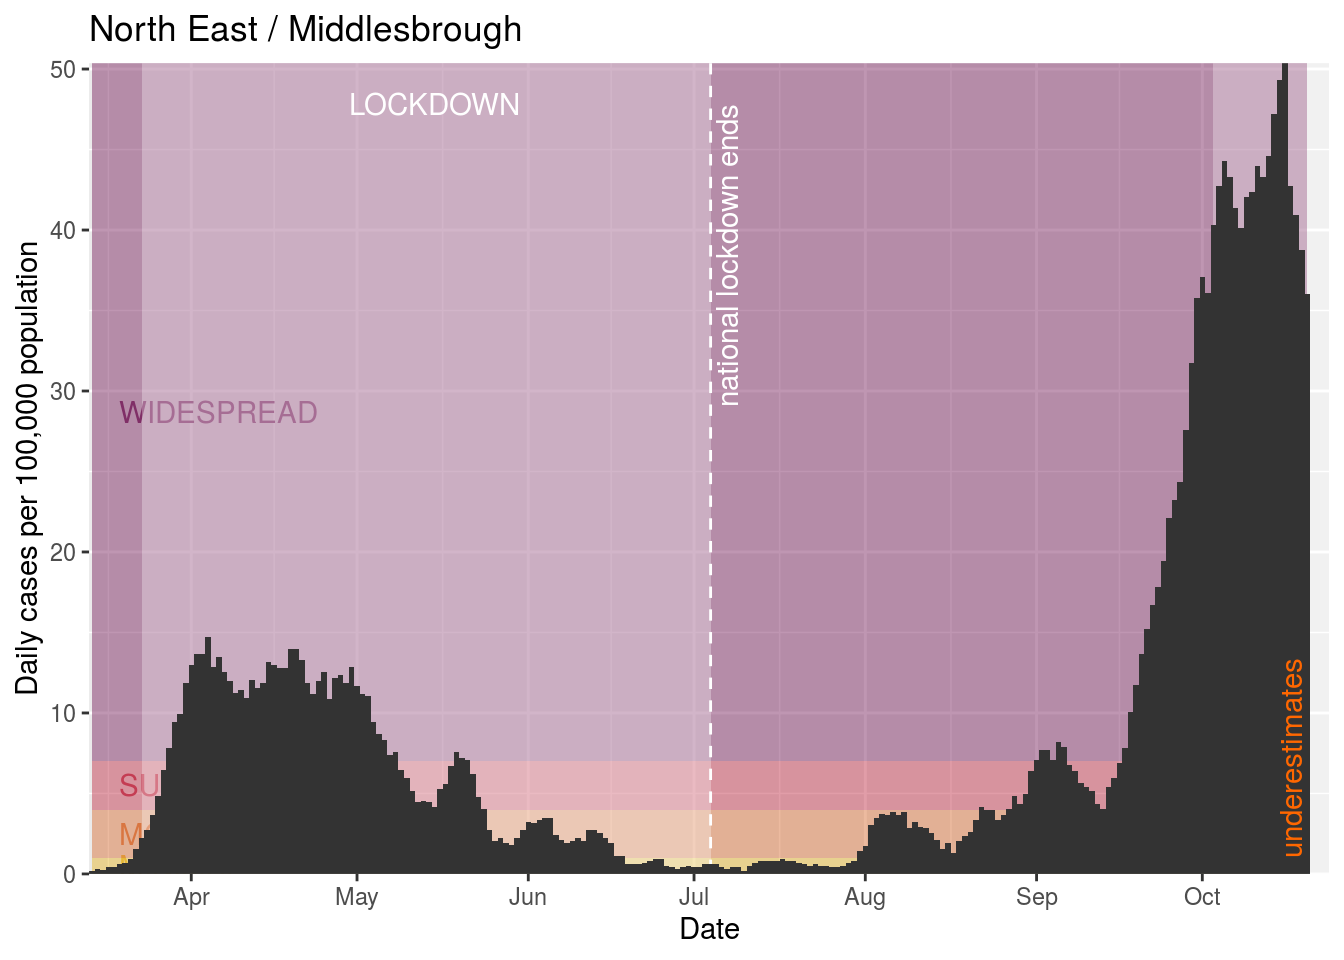 North East / Middlesbrough
50
40
30
20
10
0
Daily cases per 100,000 population
LOCKDOWN
national lockdown ends
WIDESPREAD
SU
M
underestimates
Apr
May
Jun
Jul
Aug
Sep
Oct
Date